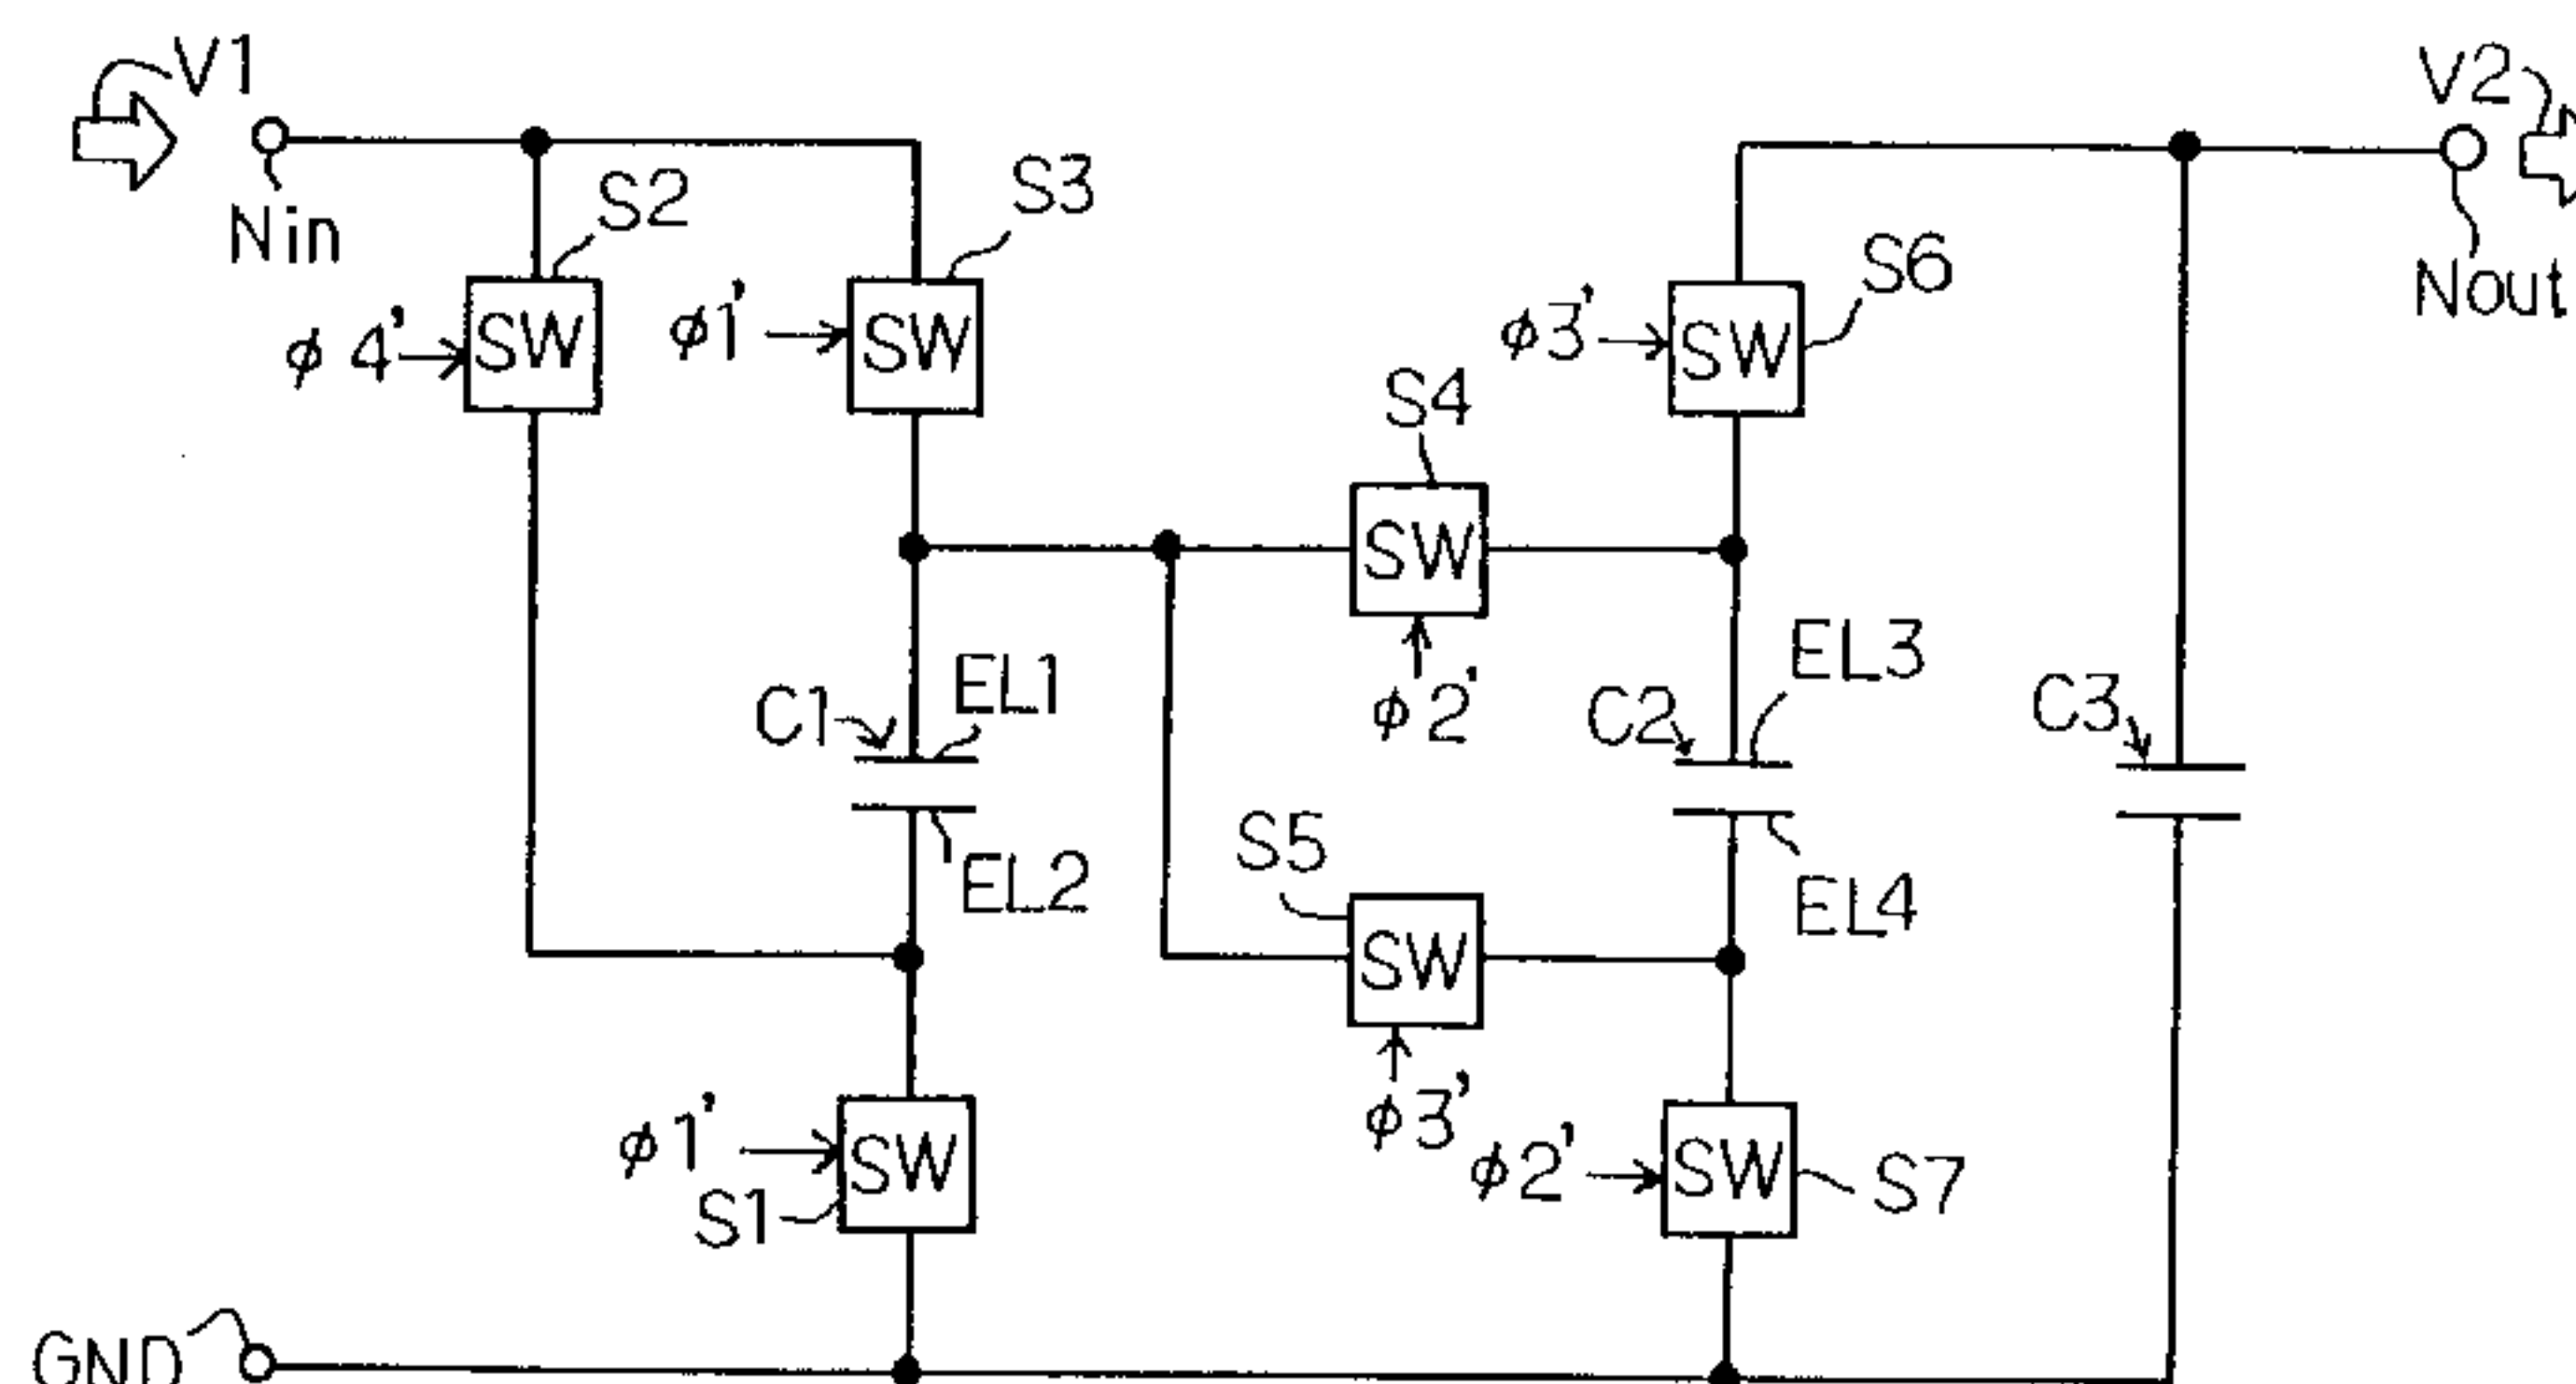 V1
V2
Nin
Nout
S2
S3
S6
SW
φ4'
SW
φ1'
SW
φ3'
S4
SW
φ2'
C1
EL1
EL2
C2
EL3
EL4
C3
S5
SW
φ3'
φ1'
SW
S1
φ2'
SW
S7
GND